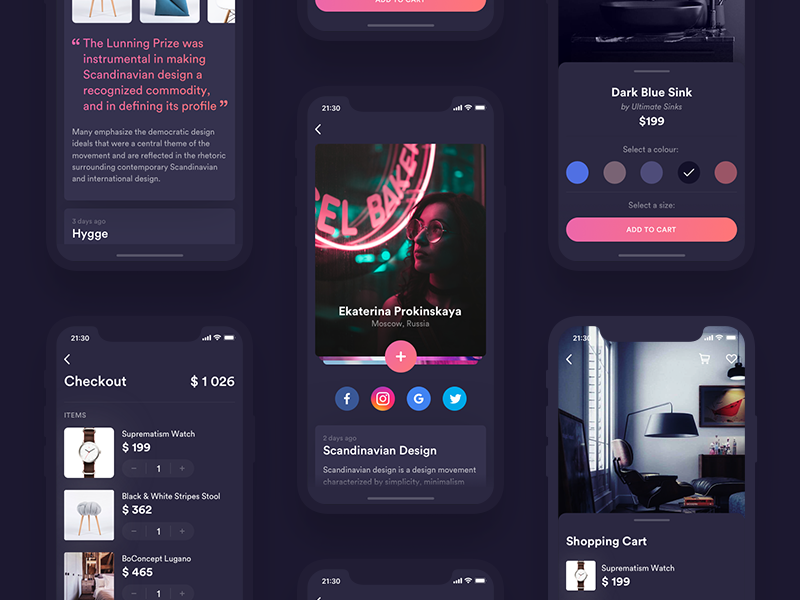 “ The Lunning Prize was
instrumental in making
Scandinavian design a
recognized commodity,
and in defining its profile ”
Many emphasize the democratic design
ideals that were a central theme of the
movement and are reflected in the rhetoric
surrounding contemporary Scandinavian
and international design.
3 days ago
Hygge
21:30
Checkout
$ 1 026
ITEMS
Suprematism Watch
$ 199
− 1 +
Black & White Stripes Stool
$ 362
− 1 +
BoConcept Lugano
$ 465
− 1 +
ADD TO CART
21:30
EL BAKE
Ekaterina Prokinskaya
Moscow, Russia
+
f
G
2 days ago
Scandinavian Design
Scandinavian design is a design movement
characterized by simplicity, minimalism
21:30
Dark Blue Sink
by Ultimate Sinks
$199
Select a colour:
Select a size:
ADD TO CART
21:30
Shopping Cart
Suprematism Watch
$ 199